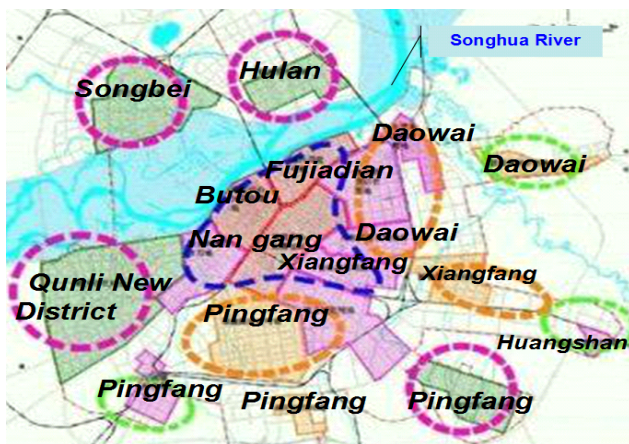 Songhua River
Hulan
Songbei
Daowai
Fujiadian
Daowai
Butou
Nan gang
Daowai
Xiangfang
Xiangfang
Qunli New
District
Pingfang
Huangshan
Pingfang
Pingfang
Pingfang